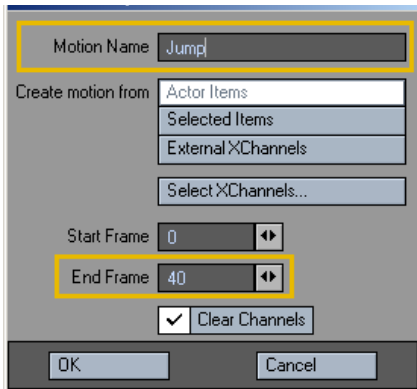 Motion Name Jump
Create motion from Actor Items
Selected Items
External XChannels
Select XChannels...
Start Frame 0
End Frame 40
Clear Channels
OK Cancel